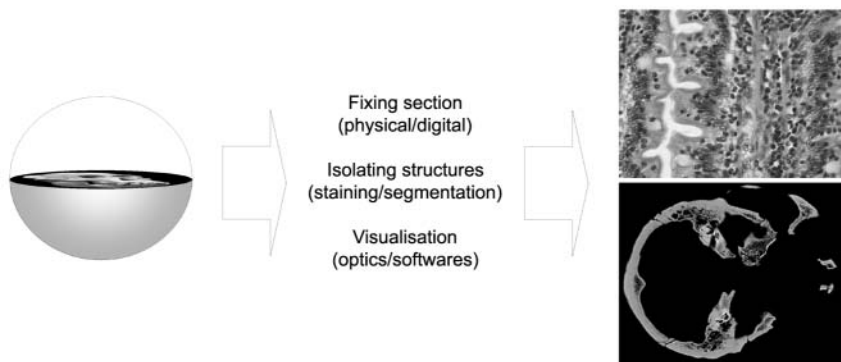 Fixing section
(physical/digital)
Isolating structures
(staining/segmentation)
Visualisation
(optics/softwares)